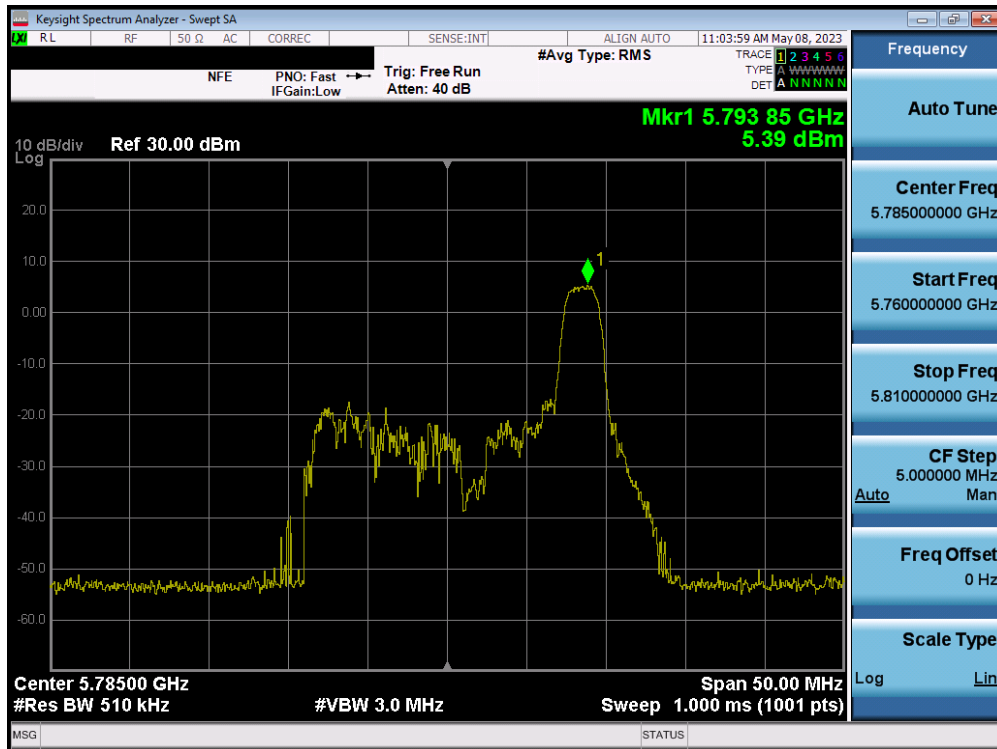 Keysight Spectrum Analyzer - Swept SA
LXI RL RF 50 Ω AC CORREC SENSE:INT ALIGN AUTO 11:03:59 AM May 08, 2023
#Avg Type: RMS TRACE 1 2 3 4 5 6
NFE PNO: Fast Trig: Free Run TYPE A WWWWW
IFGain:Low Atten: 40 dB DET A N N N N N
Mkr1 5.793 85 GHz
10 dB/div Ref 30.00 dBm 5.39 dBm
Log
20.0
1
10.0
0.00
-10.0
-20.0
-30.0
-40.0
-50.0
-60.0
Center 5.78500 GHz Span 50.00 MHz
#Res BW 510 kHz #VBW 3.0 MHz Sweep 1.000 ms (1001 pts)
MSG STATUS
Frequency
Auto Tune
Center Freq
5.785000000 GHz
Start Freq
5.760000000 GHz
Stop Freq
5.810000000 GHz
CF Step
5.000000 MHz
Auto Man
Freq Offset
0 Hz
Scale Type
Log Lin